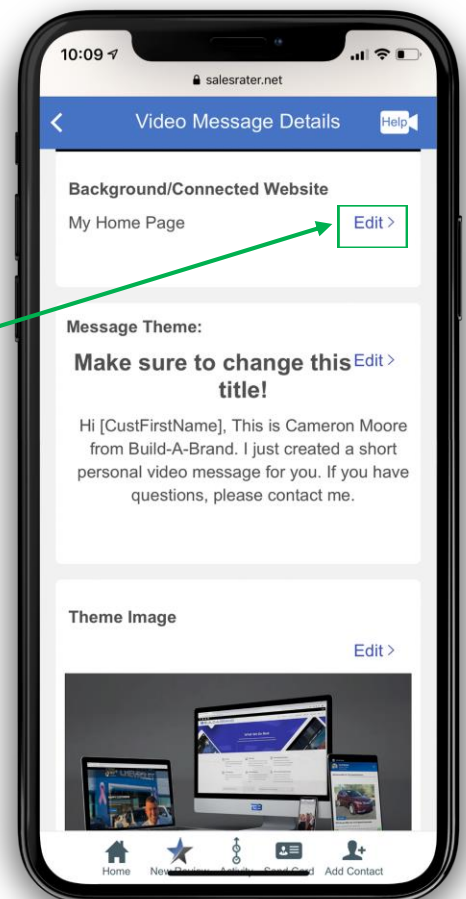 10:09
salesrater.net
Video Message Details
Help
Background/Connected Website
My Home Page
Edit >
Message Theme:
Make sure to change this
Edit >
title!
Hi [CustFirstName], This is Cameron Moore
from Build-A-Brand. I just created a short
personal video message for you. If you have
questions, please contact me.
Theme Image
Edit >
Home
New Review
Activity
Send Card
Add Contact